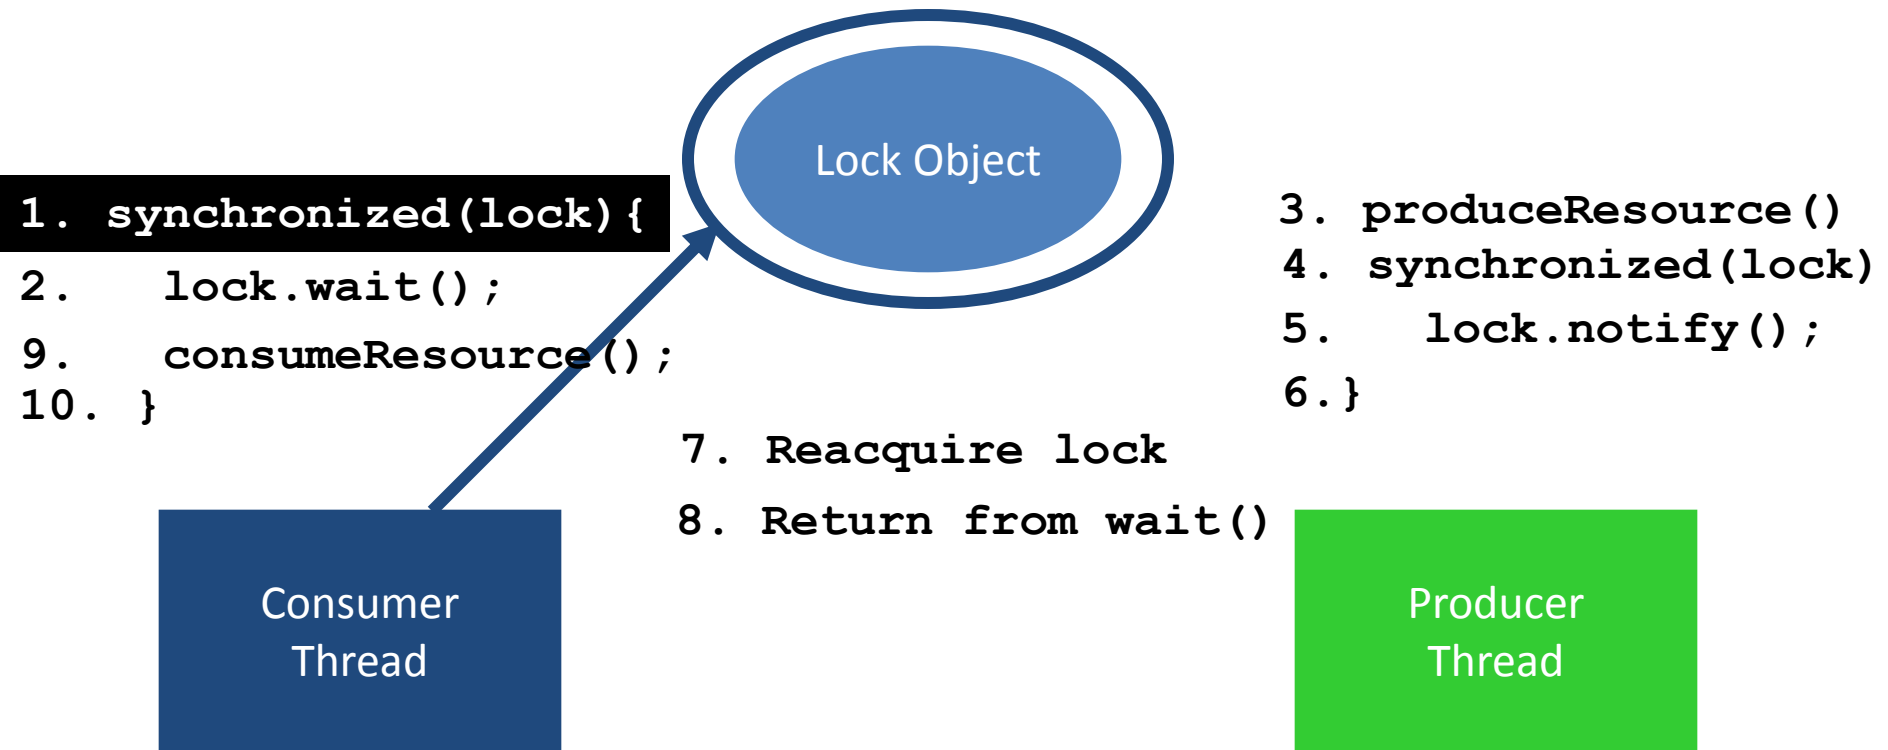 Lock Object
1. synchronized(lock){
2.   lock.wait();
9.   consumeResource();
10. }
3. produceResource()
4. synchronized(lock)
5.   lock.notify();
6.}
7. Reacquire lock
8. Return from wait()
Consumer
Thread
Producer
Thread